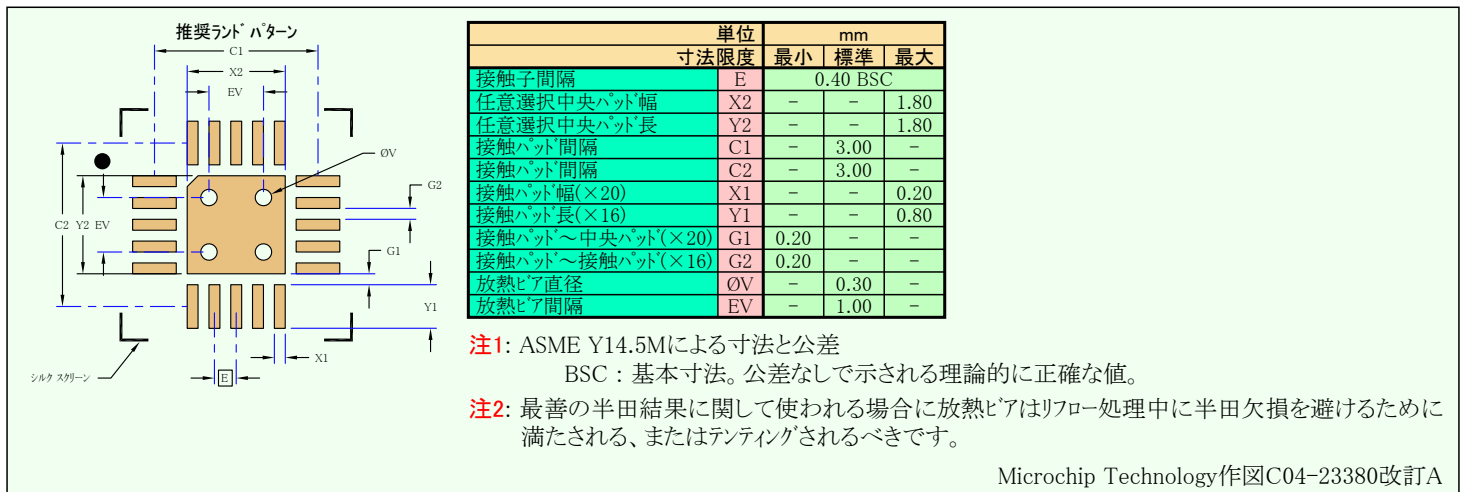 推奨ランド パターン
C1
X2
EV
ØV
G2
C2 Y2 EV
G1
Y1
X1
E
シルク スクリーン
単位 mm
寸法限度 最小 標準 最大
接触子間隔 E 0.40 BSC
任意選択中央パッド幅 X2 - - 1.80
任意選択中央パッド長 Y2 - - 1.80
接触パッド間隔 C1 - 3.00 -
接触パッド間隔 C2 - 3.00 -
接触パッド幅(×20) X1 - - 0.20
接触パッド長(×16) Y1 - - 0.80
接触パッド～中央パッド(×20) G1 0.20 - -
接触パッド～接触パッド(×16) G2 0.20 - -
放熱ビア直径 ØV - 0.30 -
放熱ビア間隔 EV - 1.00 -
注1: ASME Y14.5Mによる寸法と公差
BSC : 基本寸法。公差なしで示される理論的に正確な値。
注2: 最善の半田結果に関して使われる場合に放熱ビアはリフロー処理中に半田欠損を避けるために
満たされる、またはテンティングされるべきです。
Microchip Technology作図C04-23380改訂A